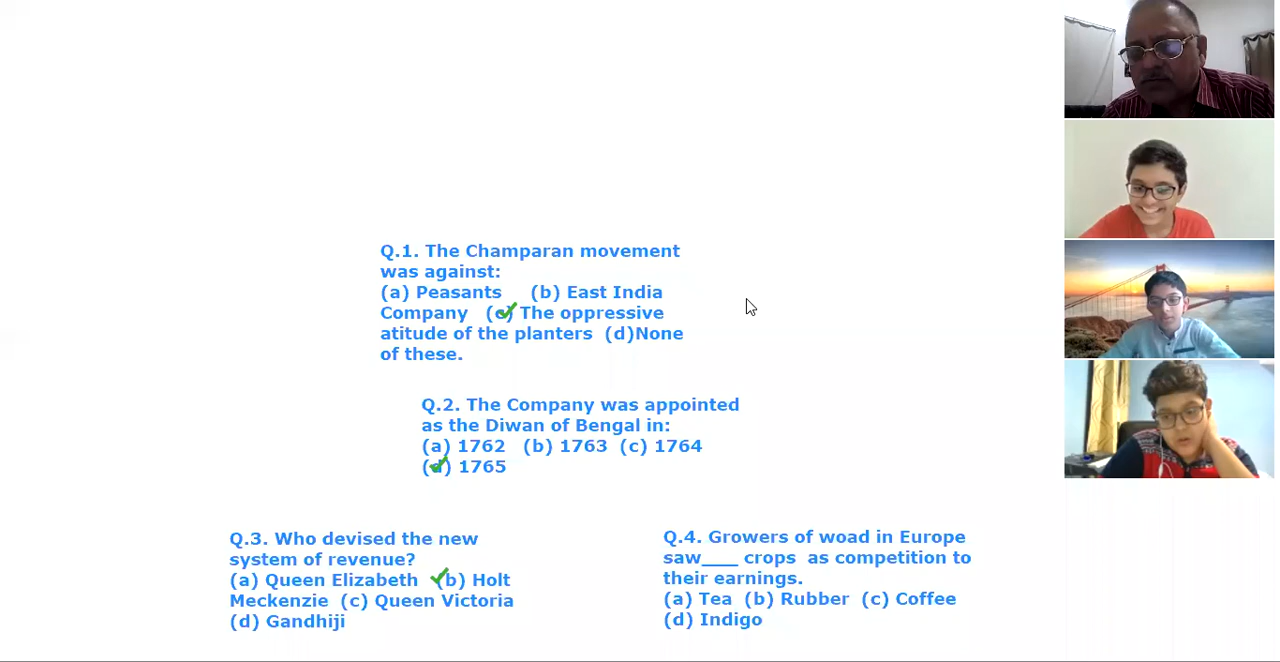 Q.1. The Champaran movement
was against:
(a) Peasants (b) East India
Company (c) The oppressive
atitude of the planters (d)None
of these.
Q.2. The Company was appointed
as the Diwan of Bengal in:
(a) 1762 (b) 1763 (c) 1764
(d) 1765
Q.3. Who devised the new
system of revenue?
(a) Queen Elizabeth (b) Holt
Meckenzie (c) Queen Victoria
(d) Gandhiji
Q.4. Growers of woad in Europe
saw___ crops as competition to
their earnings.
(a) Tea (b) Rubber (c) Coffee
(d) Indigo